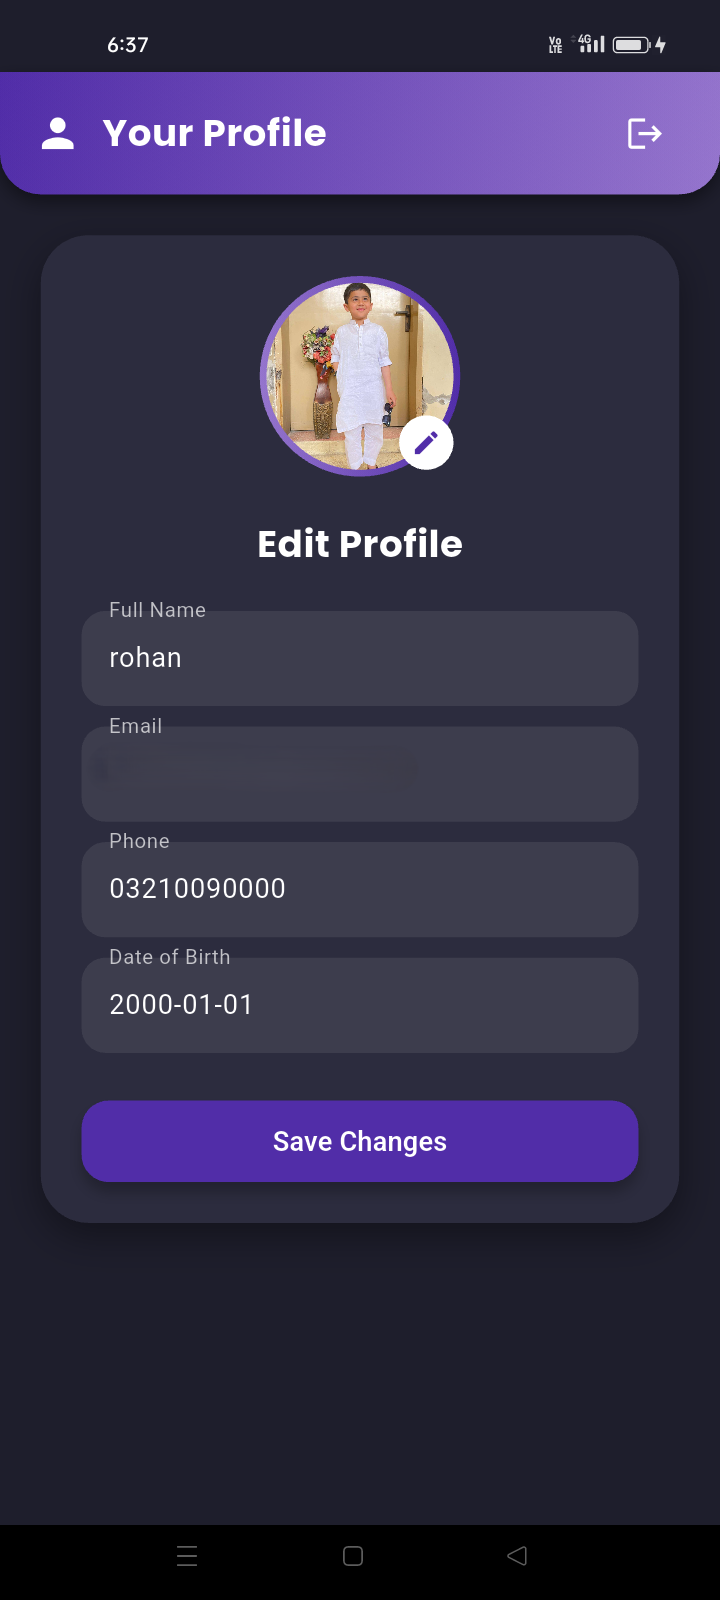 6:37
Vo LTE 4G
Your Profile
Edit Profile
Full Name
rohan
Email
Phone
03210090000
Date of Birth
2000-01-01
Save Changes